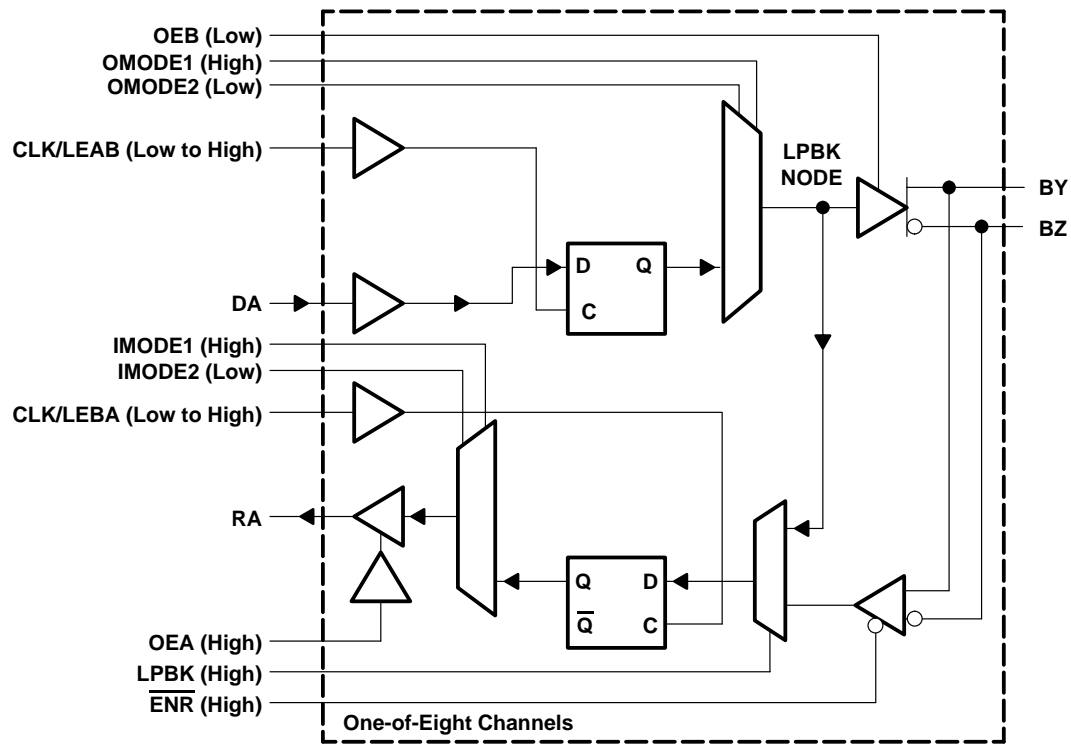 OEB (Low)
OMODE1 (High)
OMODE2 (Low)
CLK/LEAB (Low to High)
LPBK
NODE
BY
BZ
D Q
C
DA
IMODE1 (High)
IMODE2 (Low)
CLK/LEBA (Low to High)
RA
Q D
Q̅ C
OEA (High)
LPBK (High)
E̅N̅R̅ (High)
One-of-Eight Channels